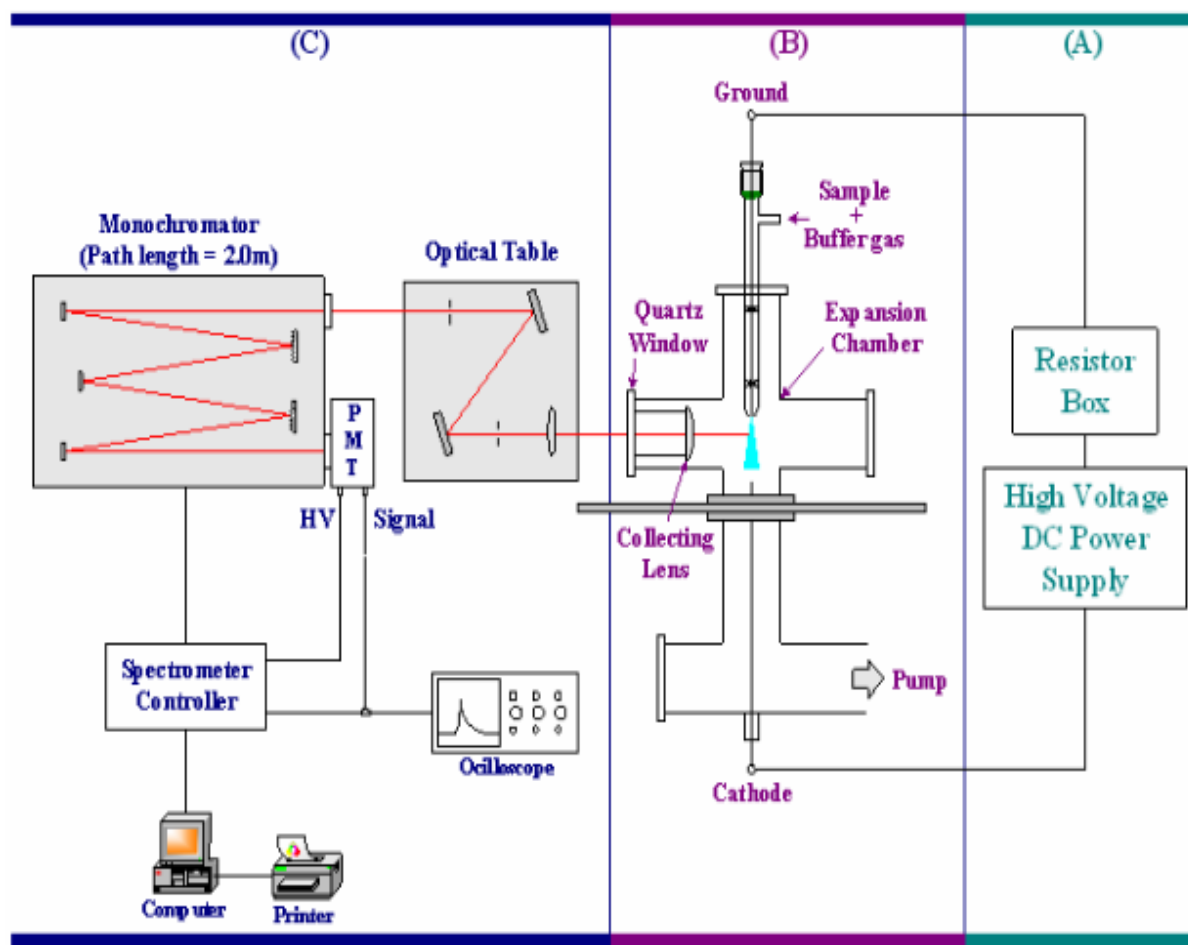 (C)
(B)
(A)
Ground
Sample
+
Buffer gas
Monochromator
(Path length = 2.0m)
Optical Table
Quartz
Window
Expansion
Chamber
Resistor
Box
P
M
T
HV
Signal
High Voltage
DC Power
Supply
Collecting
Lens
Spectrometer
Controller
Pump
Ocilloscope
Cathode
Computer
Printer